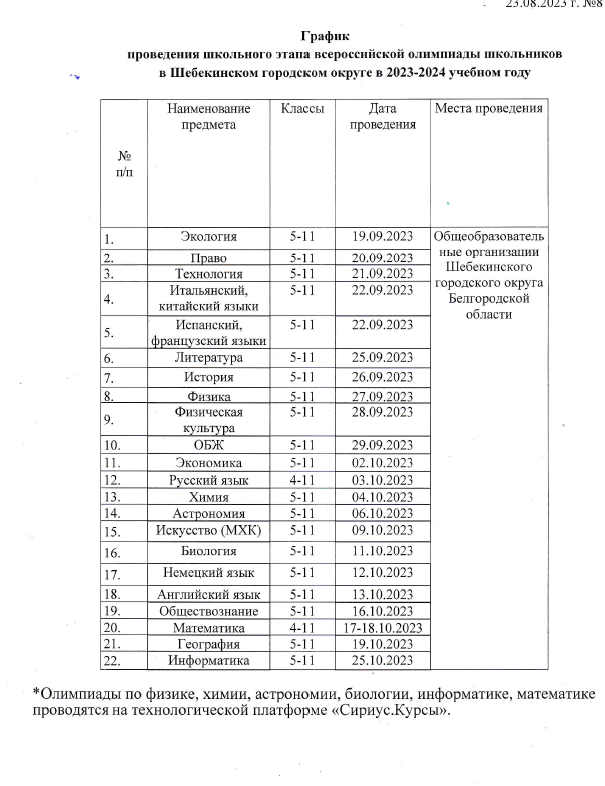 23.08.2023 г. №8
График
проведения школьного этапа всероссийской олимпиады школьников
в Шебекинском городском округе в 2023-2024 учебном году
№ п/п Наименование предмета Классы Дата проведения Места проведения
1. Экология 5-11 19.09.2023 Общеобразователь
ные организации
Шебекинского
городского округа
Белгородской
области
2. Право 5-11 20.09.2023
3. Технология 5-11 21.09.2023
4. Итальянский, китайский языки 5-11 22.09.2023
5. Испанский, французский языки 5-11 22.09.2023
6. Литература 5-11 25.09.2023
7. История 5-11 26.09.2023
8. Физика 5-11 27.09.2023
9. Физическая культура 5-11 28.09.2023
10. ОБЖ 5-11 29.09.2023
11. Экономика 5-11 02.10.2023
12. Русский язык 4-11 03.10.2023
13. Химия 5-11 04.10.2023
14. Астрономия 5-11 06.10.2023
15. Искусство (МХК) 5-11 09.10.2023
16. Биология 5-11 11.10.2023
17. Немецкий язык 5-11 12.10.2023
18. Английский язык 5-11 13.10.2023
19. Обществознание 5-11 16.10.2023
20. Математика 4-11 17-18.10.2023
21. География 5-11 19.10.2023
22. Информатика 5-11 25.10.2023
*Олимпиады по физике, химии, астрономии, биологии, информатике, математике
проводятся на технологической платформе «Сириус.Курсы».